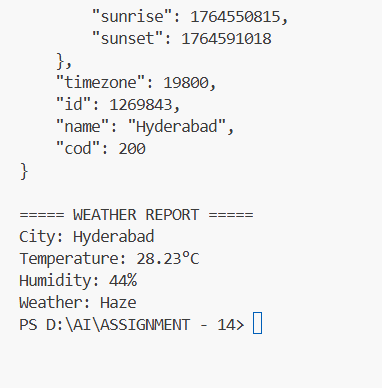 "sunrise": 1764550815,
"sunset": 1764591018
},
"timezone": 19800,
"id": 1269843,
"name": "Hyderabad",
"cod": 200
}
===== WEATHER REPORT =====
City: Hyderabad
Temperature: 28.23°C
Humidity: 44%
Weather: Haze
PS D:\AI\ASSIGNMENT - 14>